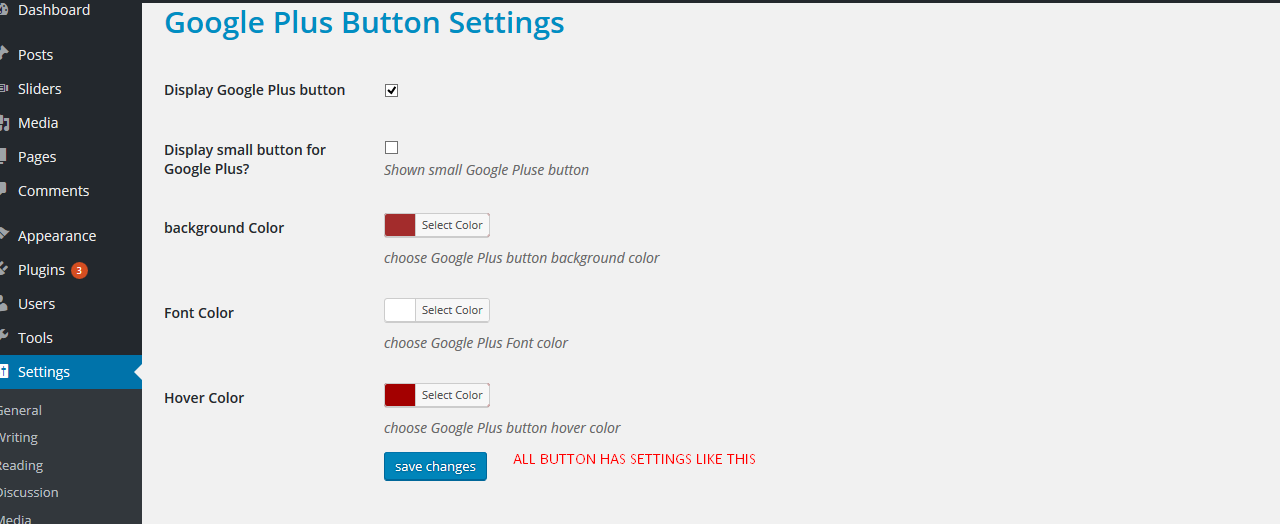 Dashboard
Posts
Sliders
Media
Pages
Comments
Appearance
Plugins 3
Users
Tools
Settings
General
Writing
Reading
Discussion
Media
Google Plus Button Settings
Display Google Plus button
Display small button for
Google Plus?
Shown small Google Pluse button
background Color
Select Color
choose Google Plus button background color
Font Color
Select Color
choose Google Plus Font color
Hover Color
Select Color
choose Google Plus button hover color
save changes
ALL BUTTON HAS SETTINGS LIKE THIS